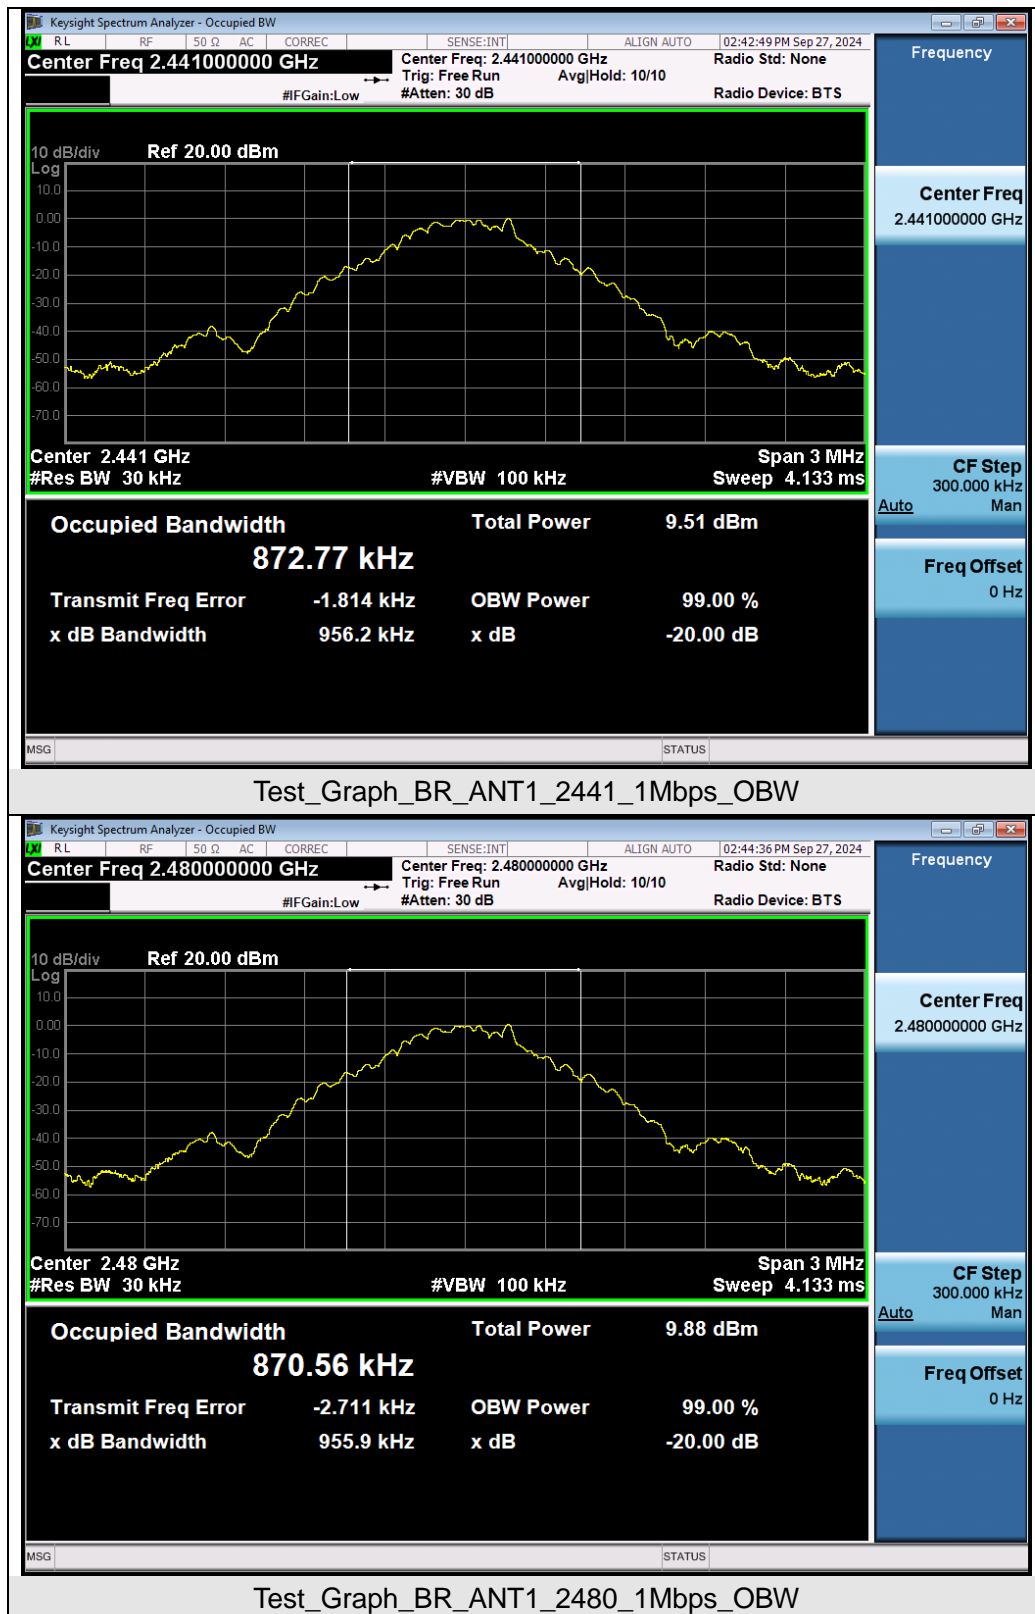 Keysight Spectrum Analyzer - Occupied BW
LXI RL RF 50 Ω AC CORREC SENSE:INT ALIGN AUTO 02:42:49 PM Sep 27, 2024
Center Freq 2.441000000 GHz
Center Freq: 2.441000000 GHz
Radio Std: None
Trig: Free Run Avg|Hold: 10/10
#IFGain:Low #Atten: 30 dB Radio Device: BTS
Frequency
10 dB/div Ref 20.00 dBm
Log
10.0
0.00
-10.0
-20.0
-30.0
-40.0
-50.0
-60.0
-70.0
Center 2.441 GHz Span 3 MHz
#Res BW 30 kHz #VBW 100 kHz Sweep 4.133 ms
Center Freq
2.441000000 GHz
CF Step
300.000 kHz
Auto Man
Freq Offset
0 Hz
Occupied Bandwidth Total Power 9.51 dBm
872.77 kHz
Transmit Freq Error -1.814 kHz OBW Power 99.00 %
x dB Bandwidth 956.2 kHz x dB -20.00 dB
MSG STATUS
Test_Graph_BR_ANT1_2441_1Mbps_OBW
Keysight Spectrum Analyzer - Occupied BW
LXI RL RF 50 Ω AC CORREC SENSE:INT ALIGN AUTO 02:44:36 PM Sep 27, 2024
Center Freq 2.480000000 GHz
Center Freq: 2.480000000 GHz
Radio Std: None
Trig: Free Run Avg|Hold: 10/10
#IFGain:Low #Atten: 30 dB Radio Device: BTS
Frequency
10 dB/div Ref 20.00 dBm
Log
10.0
0.00
-10.0
-20.0
-30.0
-40.0
-50.0
-60.0
-70.0
Center 2.48 GHz Span 3 MHz
#Res BW 30 kHz #VBW 100 kHz Sweep 4.133 ms
Center Freq
2.480000000 GHz
CF Step
300.000 kHz
Auto Man
Freq Offset
0 Hz
Occupied Bandwidth Total Power 9.88 dBm
870.56 kHz
Transmit Freq Error -2.711 kHz OBW Power 99.00 %
x dB Bandwidth 955.9 kHz x dB -20.00 dB
MSG STATUS
Test_Graph_BR_ANT1_2480_1Mbps_OBW